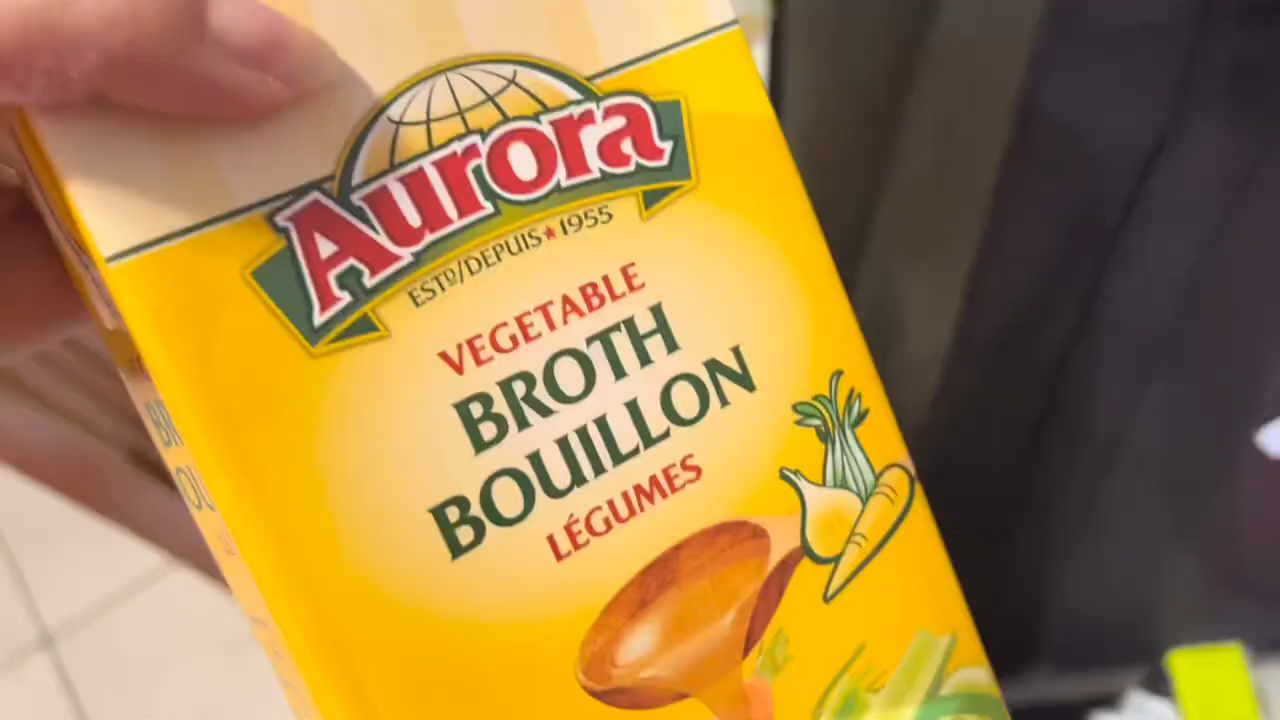 Aurora
ESTD/DEPUIS★1955
VEGETABLE
BROTH
BOUILLON
LÉGUMES